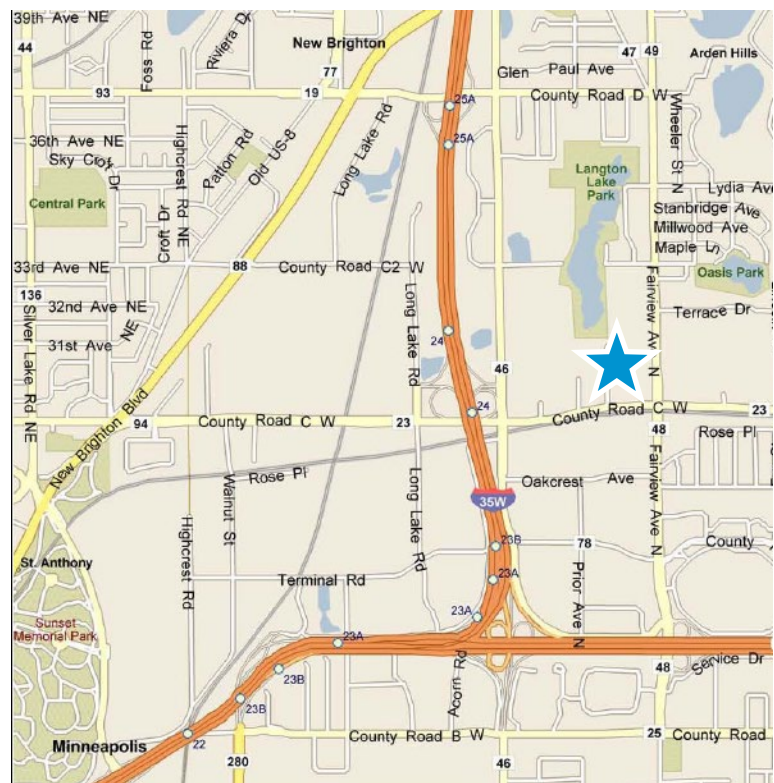 39th Ave NE
44
Foss Rd
Riviera Dr
New Brighton
77
47
49
Arden Hills
Glen Paul Ave
93
19
25A
County Road D W
36th Ave NE
Sky Crof
t Dr
Highcrest Rd NE
Patton Rd
Old US-8
Long Lake Rd
25A
Wheeler St N
Langton
Lake
Park
Central Park
Croft Dr
Lydia Ave
Stanbridge Ave
Millwood Ave
Maple Ln
33rd Ave NE
88
County Road C2 W
Oasis Park
136
32nd Ave NE
NE
31st Ave
Silver Lake Rd NE
Long Lake Rd
24
46
Fairview Av N
Terrace Dr
New Brighton Blvd
94
County Road C W
23
24
County Road C W
23
48
Rose Pl
Rose Pl
Walnut St
Long Lake Rd
Oakcrest Ave
35W
Fairview Ave N
Highcrest Rd
St. Anthony
23B
78
County
Terminal Rd
23A
Prior Ave N
Sunset
Memorial Park
23A
23A
Acorn Rd
48
Service Dr
23B
23B
22
Minneapolis
County Road B W
25
County Road
280
46